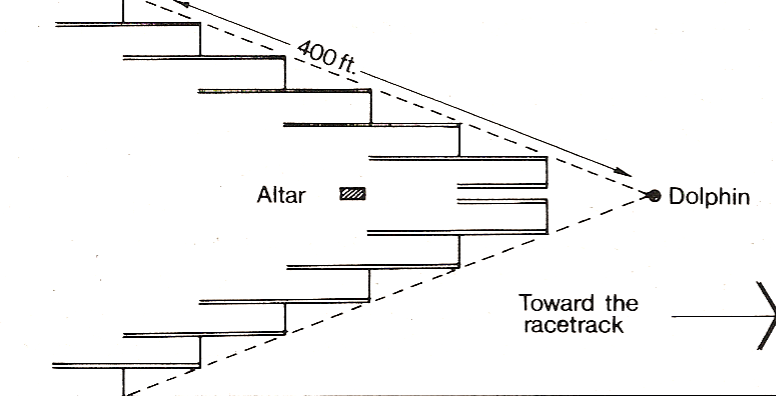 400 ft.
Altar
Dolphin
Toward the
racetrack